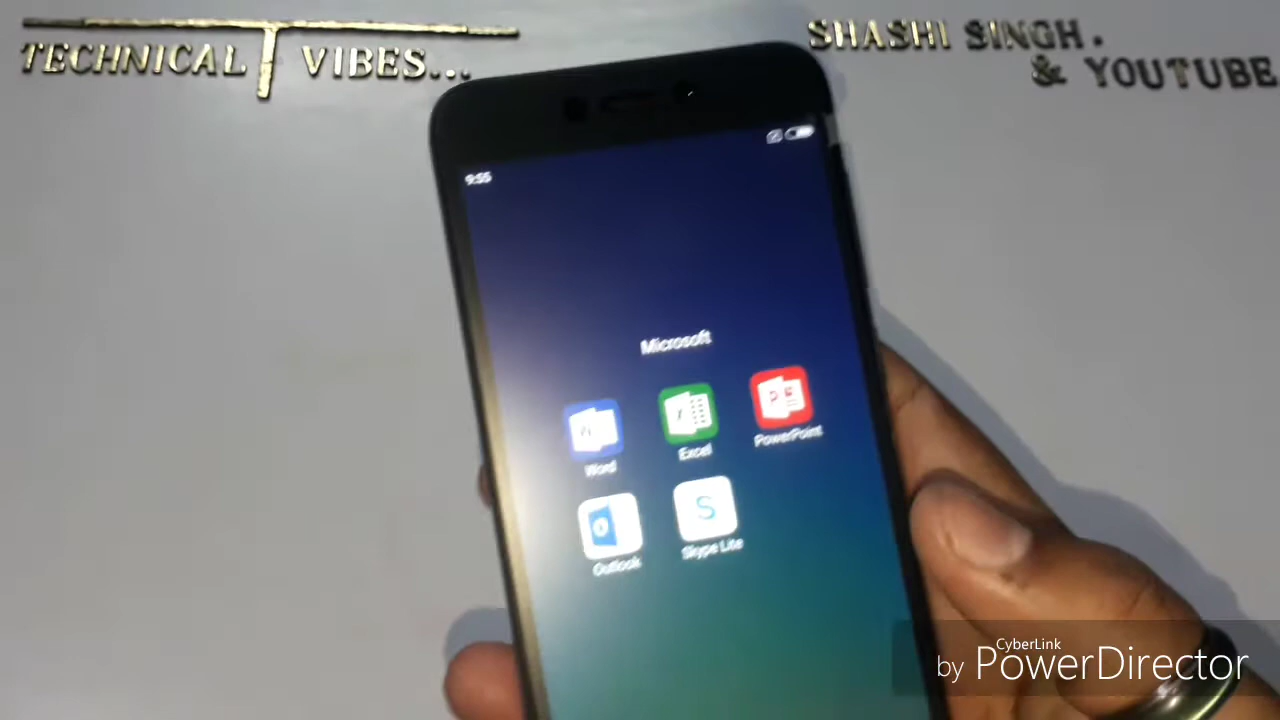 TECHNICAL VIBES...
SHASHI SINGH.
& YOUTUBE
9:55
Microsoft
Word
Excel
PowerPoint
Outlook
Skype Lite
CyberLink
by PowerDirector